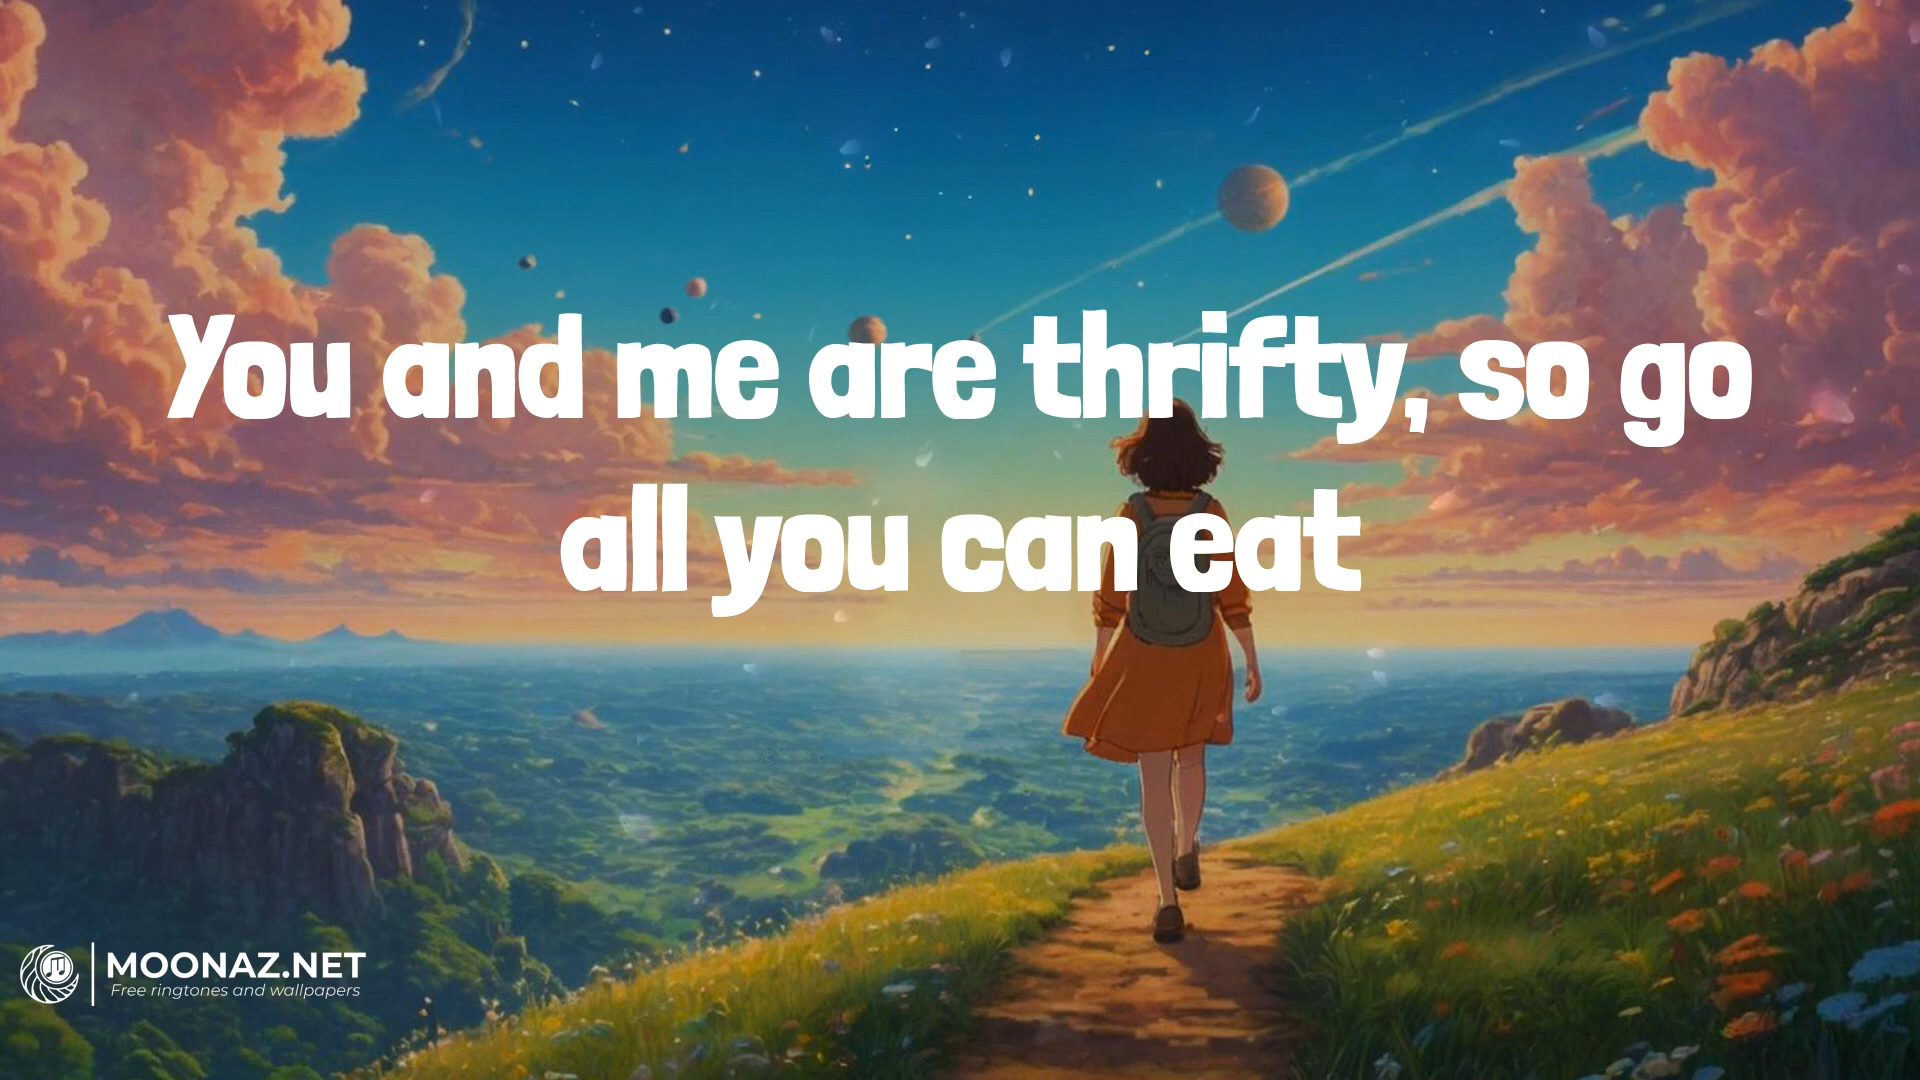 You and me are thrifty, so go
all you can eat
MOONAZ.NET
Free ringtones and wallpapers